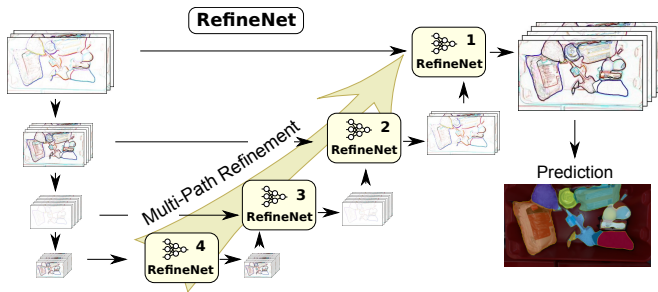 RefineNet
1
RefineNet
2
RefineNet
Multi-Path Refinement
3
RefineNet
4
RefineNet
Prediction